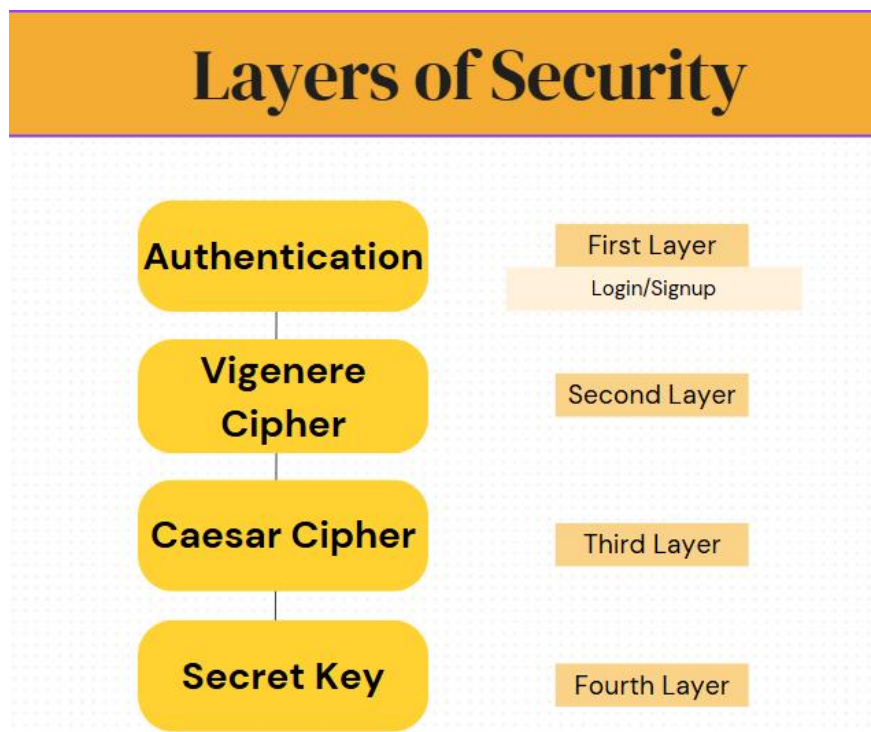 Layers of Security
Authentication
First Layer
Login/Signup
Vigenere
Cipher
Second Layer
Caesar Cipher
Third Layer
Secret Key
Fourth Layer